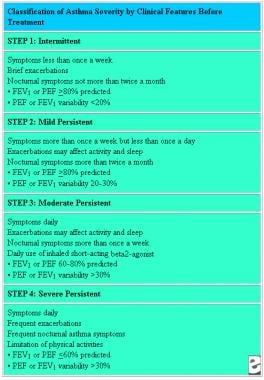 Classification of Asthma Severity by Clinical Features Before
Treatment
STEP 1: Intermittent
Symptoms less than once a week
Brief exacerbations
Nocturnal symptoms not more than twice a month
• FEV1 or PEF ≥80% predicted
• PEF or FEV1 variability <20%
STEP 2: Mild Persistent
Symptoms more than once a week but less than once a day
Exacerbations may affect activity and sleep
Nocturnal symptoms more than twice a month
• FEV1 or PEF ≥80% predicted
• PEF or FEV1 variability 20-30%
STEP 3: Moderate Persistent
Symptoms daily
Exacerbations may affect activity and sleep
Nocturnal symptoms more than once a week
Daily use of inhaled short-acting beta2-agonist
• FEV1 or PEF 60-80% predicted
• PEF or FEV1 variability >30%
STEP 4: Severe Persistent
Symptoms daily
Frequent exacerbations
Frequent nocturnal asthma symptoms
Limitation of physical activities
• FEV1 or PEF ≤60% predicted
• PEF or FEV1 variability >30%